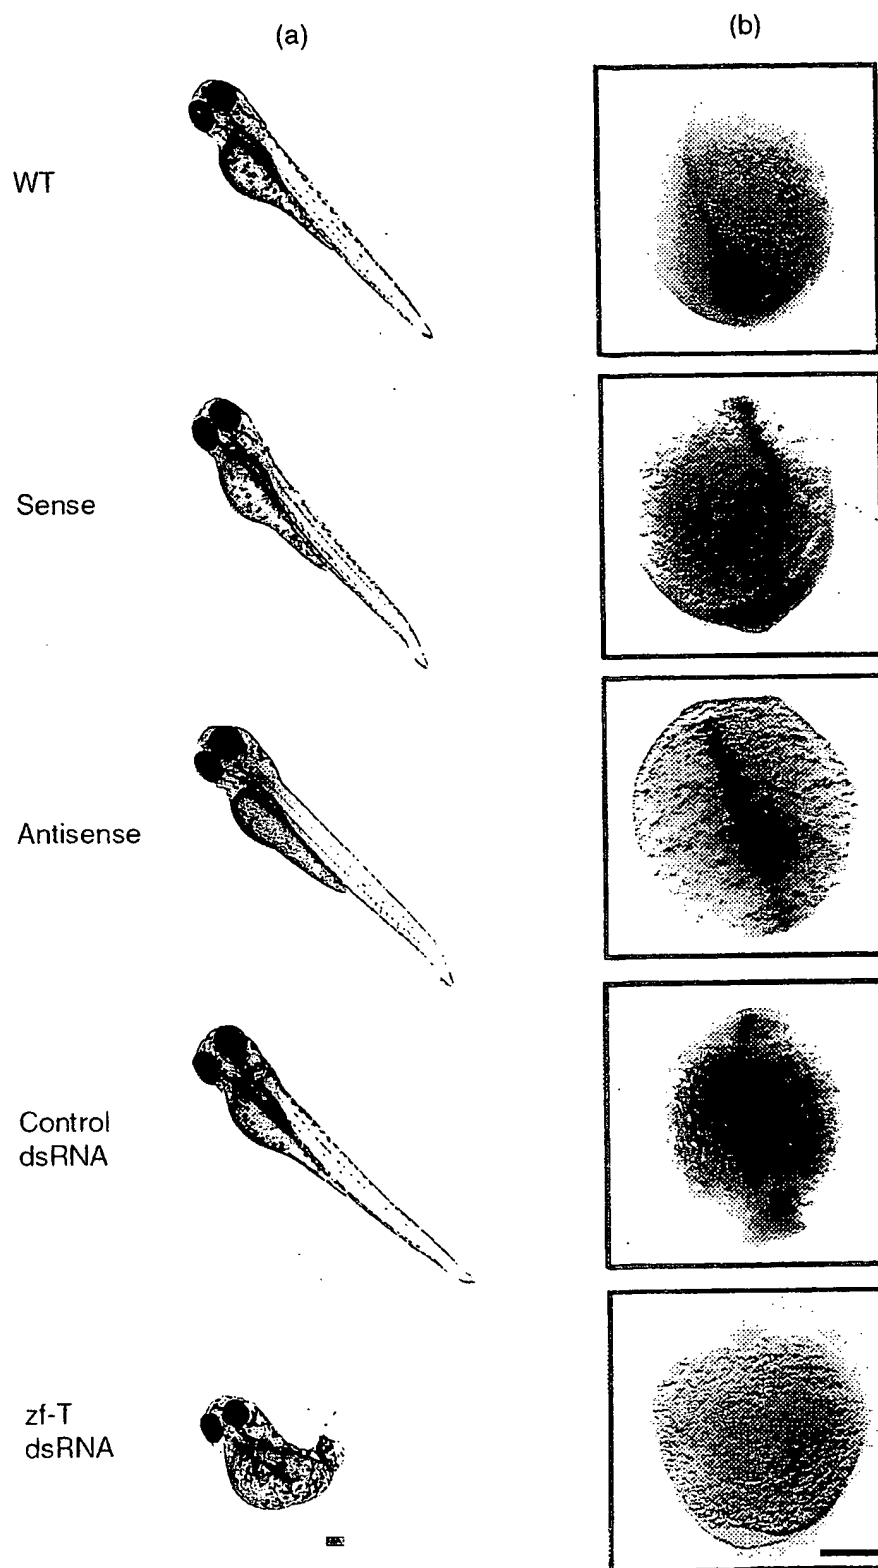 (a)
(b)
WT
Sense
Antisense
Control
dsRNA
zf-T
dsRNA